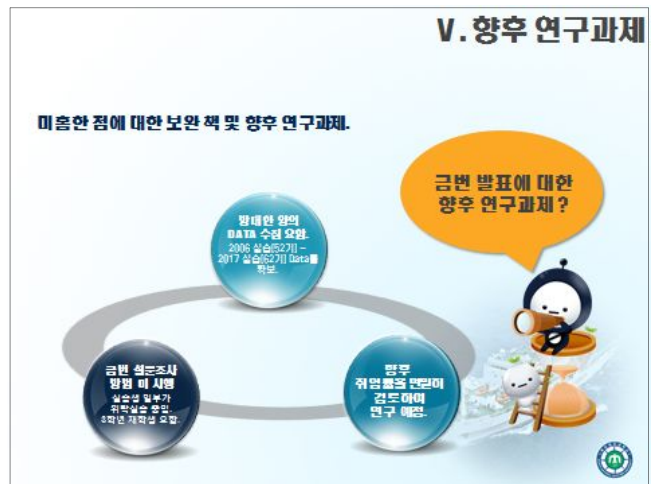 V. 향후 연구과제
미흡한 점에 대한 보완 책 및 향후 연구과제.
금번 발표에 대한
향후 연구과제?
방대한 양의
DATA 수집 요함.
2006 실습[52기] –
2017 실습[62기] Data를
확보.
금번 설문조사
방법 미 시행
실습생 일부가
위탁실습 중임.
3학년 재학생 요함.
향후
취업률을 면밀히
검토하여
연구 예정.